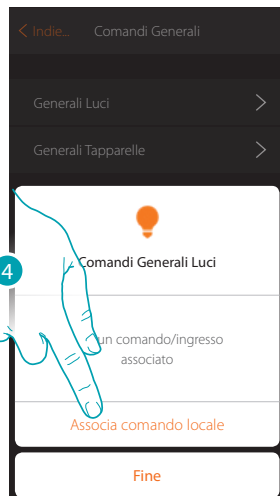 Indie... Comandi Generali
Generali Luci
Generali Tapparelle
Comandi Generali Luci
4
un comando/ingresso
associato
Associa comando locale
Fine